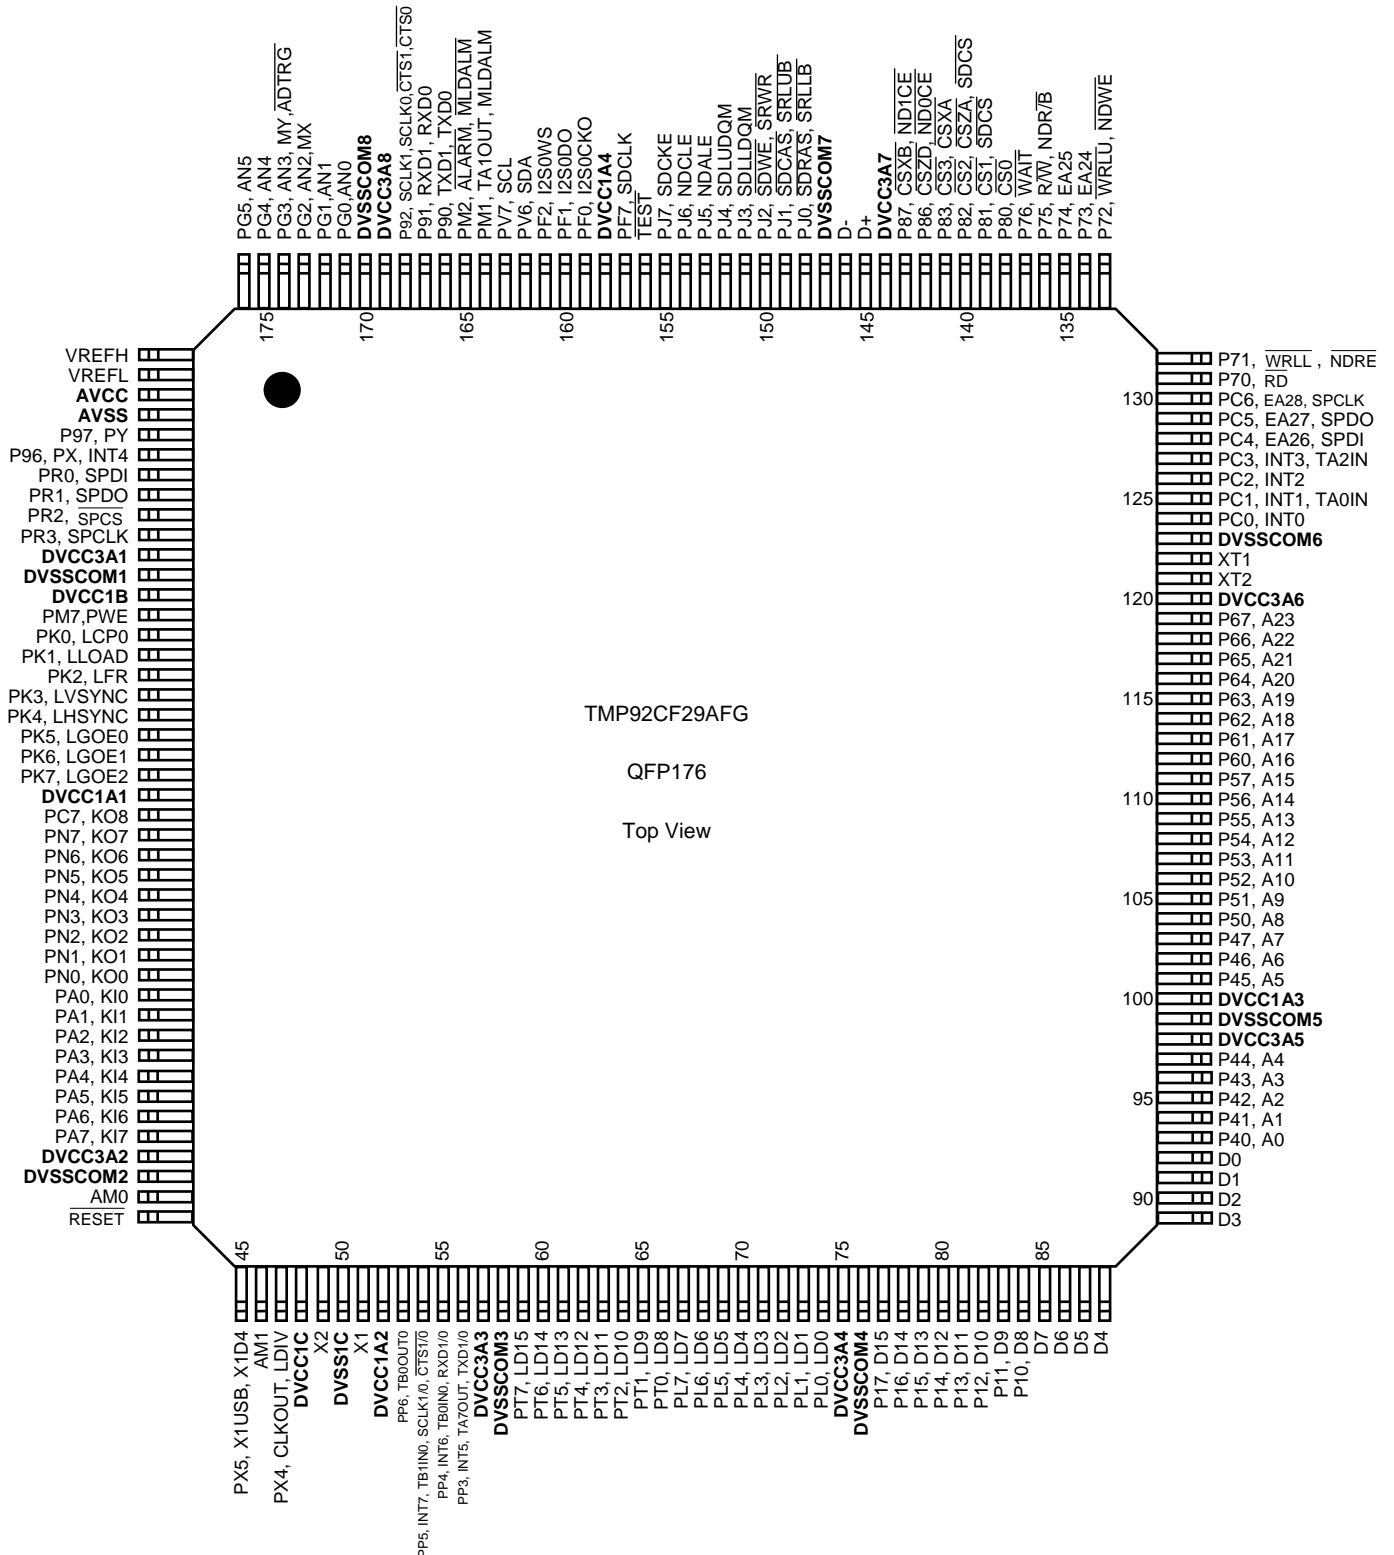 PG5, AN5
PG4, AN4
PG3, AN3, MY,ADTRG
PG2, AN2,MX
PG1,AN1
PG0,AN0
DVSSCOM8
DVCC3A8
P92, SCLK1,SCLK0,CTS1,CTS0
P91, RXD1, RXD0
P90, TXD1, TXD0
PM2, ALARM, MLDALM
PM1, TA1OUT, MLDALM
PV7, SCL
PV6, SDA
PF2, I2S0WS
PF1, I2S0DO
PF0, I2S0CKO
DVCC1A4
PF7, SDCLK
TEST
PJ7, SDCKE
PJ6, NDCLE
PJ5, NDALE
PJ4, SDLUDQM
PJ3, SDLLDQM
PJ2, SDWE, SRWR
PJ1, SDCAS, SRLUB
PJ0, SDRAS, SRLLB
DVSSCOM7
D-
D+
DVCC3A7
P87, CSXB, ND1CE
P86, CSZD, ND0CE
P83, CS3, CSXA
P82, CS2, CSZA, SDCS
P81, CS1, SDCS
P80, CS0
P76, WAIT
P75, R/W, NDR/B
P74, EA25
P73, EA24
P72, WRLU, NDWE
175
170
165
160
155
150
145
140
135
VREFH
VREFL
AVCC
AVSS
P97, PY
P96, PX, INT4
PR0, SPDI
PR1, SPDO
PR2, SPCS
PR3, SPCLK
DVCC3A1
DVSSCOM1
DVCC1B
PM7,PWE
PK0, LCP0
PK1, LLOAD
PK2, LFR
PK3, LVSYNC
PK4, LHSYNC
PK5, LGOE0
PK6, LGOE1
PK7, LGOE2
DVCC1A1
PC7, KO8
PN7, KO7
PN6, KO6
PN5, KO5
PN4, KO4
PN3, KO3
PN2, KO2
PN1, KO1
PN0, KO0
PA0, KI0
PA1, KI1
PA2, KI2
PA3, KI3
PA4, KI4
PA5, KI5
PA6, KI6
PA7, KI7
DVCC3A2
DVSSCOM2
AM0
RESET
TMP92CF29AFG
QFP176
Top View
P71, WRLL , NDRE
P70, RD
130 PC6, EA28, SPCLK
PC5, EA27, SPDO
PC4, EA26, SPDI
PC3, INT3, TA2IN
PC2, INT2
125 PC1, INT1, TA0IN
PC0, INT0
DVSSCOM6
XT1
XT2
120 DVCC3A6
P67, A23
P66, A22
P65, A21
P64, A20
115 P63, A19
P62, A18
P61, A17
P60, A16
P57, A15
110 P56, A14
P55, A13
P54, A12
P53, A11
P52, A10
105 P51, A9
P50, A8
P47, A7
P46, A6
P45, A5
100 DVCC1A3
DVSSCOM5
DVCC3A5
P44, A4
P43, A3
95 P42, A2
P41, A1
P40, A0
D0
D1
90 D2
D3
45
50
55
60
65
70
75
80
85
PX5, X1USB, X1D4
AM1
PX4, CLKOUT, LDIV
DVCC1C
X2
DVSS1C
X1
DVCC1A2
PP6, TB0OUT0
PP5, INT7, TB1IN0, SCLK1/0, CTS1/0
PP4, INT6, TB0IN0, RXD1/0
PP3, INT5, TA7OUT, TXD1/0
DVCC3A3
DVSSCOM3
PT7, LD15
PT6, LD14
PT5, LD13
PT4, LD12
PT3, LD11
PT2, LD10
PT1, LD9
PT0, LD8
PL7, LD7
PL6, LD6
PL5, LD5
PL4, LD4
PL3, LD3
PL2, LD2
PL1, LD1
PL0, LD0
DVCC3A4
DVSSCOM4
P17, D15
P16, D14
P15, D13
P14, D12
P13, D11
P12, D10
P11, D9
P10, D8
D7
D6
D5
D4